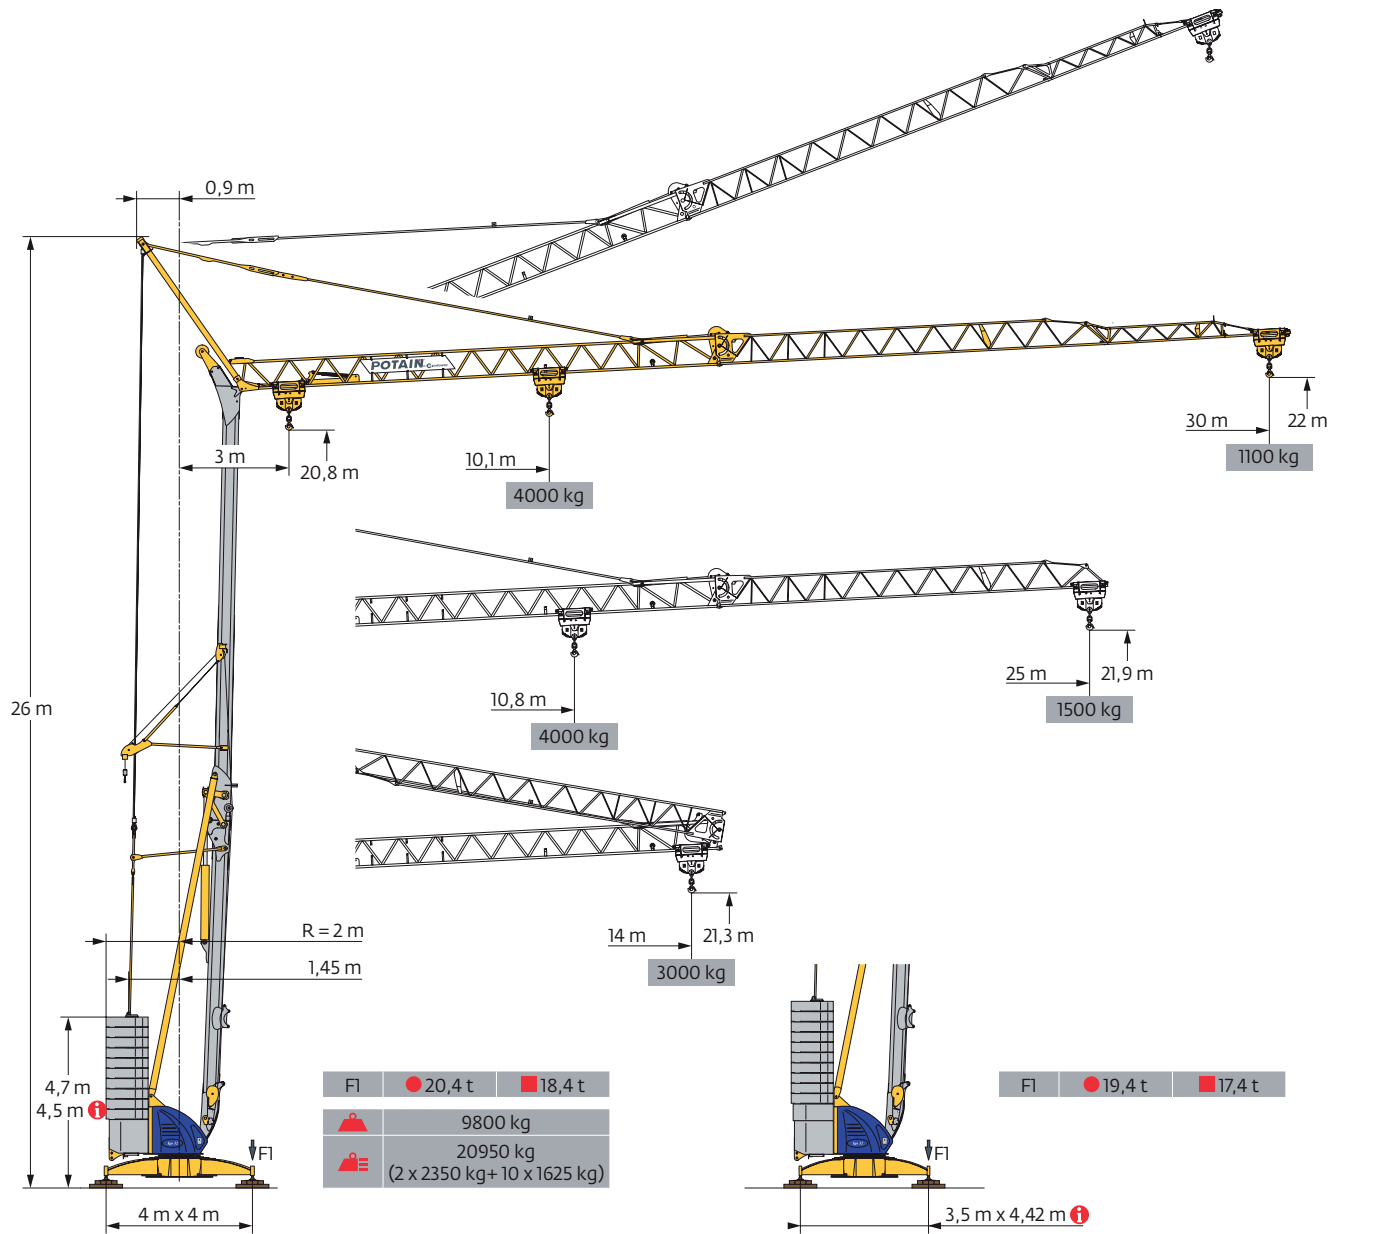 0,9 m
POTAIN
3 m
20,8 m
10,1 m
4000 kg
30 m
22 m
1100 kg
26 m
10,8 m
4000 kg
25 m
21,9 m
1500 kg
14 m
21,3 m
3000 kg
R = 2 m
1,45 m
4,7 m
4,5 m i
F1
4 m x 4 m
F1 20,4 t 18,4 t
9800 kg
20950 kg
(2 x 2350 kg+ 10 x 1625 kg)
F1 19,4 t 17,4 t
F1
3,5 m x 4,42 m i